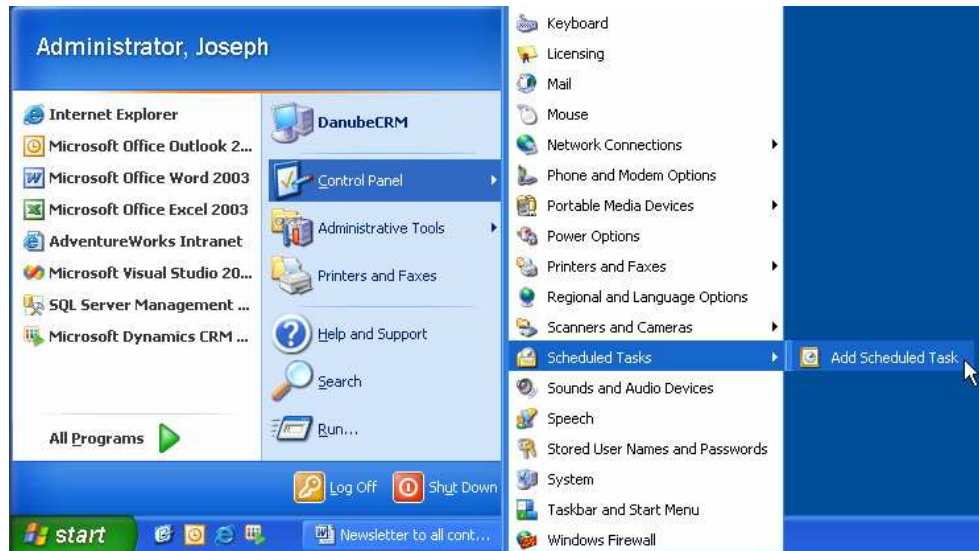 Administrator, Joseph
Internet Explorer
Microsoft Office Outlook 2...
Microsoft Office Word 2003
Microsoft Office Excel 2003
AdventureWorks Intranet
Microsoft Visual Studio 20...
SQL Server Management ...
Microsoft Dynamics CRM ...
All Programs
DanubeCRM
Control Panel
Administrative Tools
Printers and Faxes
Help and Support
Search
Run...
Log Off
Shut Down
start
Newsletter to all cont...
Keyboard
Licensing
Mail
Mouse
Network Connections
Phone and Modem Options
Portable Media Devices
Power Options
Printers and Faxes
Regional and Language Options
Scanners and Cameras
Scheduled Tasks
Sounds and Audio Devices
Speech
Stored User Names and Passwords
System
Taskbar and Start Menu
Windows Firewall
Add Scheduled Task